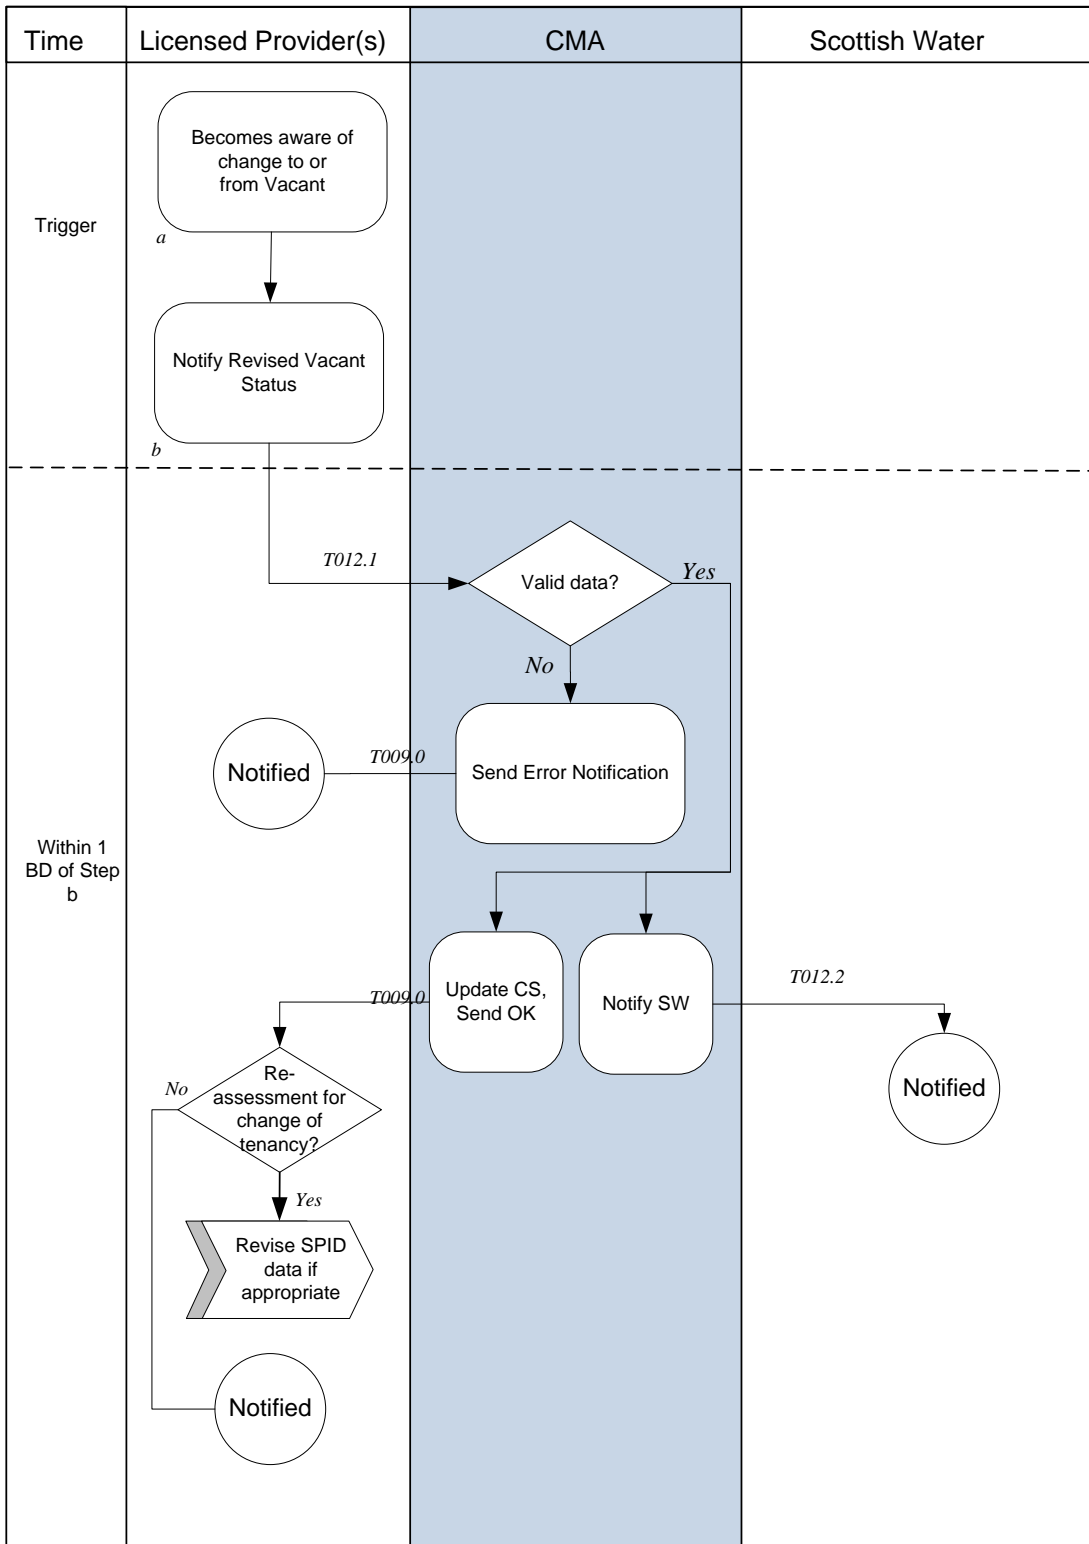 Time
Licensed Provider(s)
CMA
Scottish Water
Becomes aware of
change to or
from Vacant
Trigger
a
Notify Revised Vacant
Status
b
T012.1
Valid data?
Yes
No
Notified
T009.0
Send Error Notification
Within 1
BD of Step
b
T009.0
Update CS,
Send OK
Notify SW
T012.2
Notified
No
Re-
assessment for
change of
tenancy?
Yes
Revise SPID
data if
appropriate
Notified